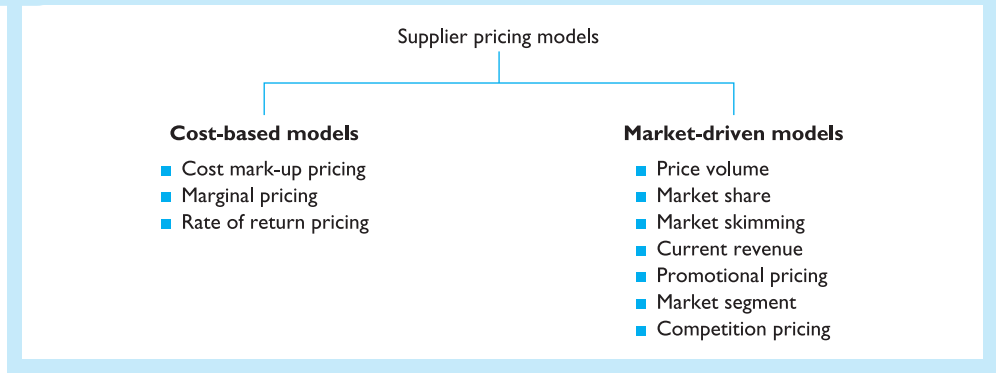 Supplier pricing models
Cost-based models
Cost mark-up pricing
Marginal pricing
Rate of return pricing
Market-driven models
Price volume
Market share
Market skimming
Current revenue
Promotional pricing
Market segment
Competition pricing